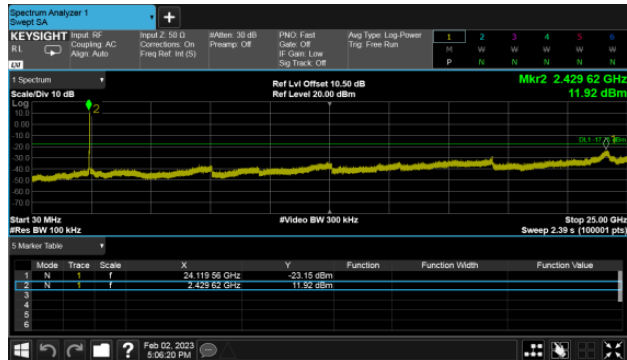 Spectrum Analyzer 1
Swept SA
+
KEYSIGHT Input: RF Input Z: 50 Ω #Atten: 30 dB PNO: Fast Avg Type: Log-Power 1 2 3 4 5 6
RL Coupling: AC Corrections: On Preamp: Off Gate: Off Trig: Free Run M W W W W W
Align: Auto Freq Ref: Int (S) IF Gain: Low P N N N N N
Sig Track: Off
LXI
1 Spectrum Ref Lvl Offset 10.50 dB Mkr2 2.429 62 GHz
Scale/Div 10 dB Ref Level 20.00 dBm 11.92 dBm
Log
10.0
0.00
-10.0
-20.0
-30.0
-40.0
-50.0
-60.0
-70.0
2
Start 30 MHz #Video BW 300 kHz Stop 25.00 GHz
#Res BW 100 kHz Sweep 2.39 s (100001 pts)
5 Marker Table
Mode Trace Scale X Y Function Function Width Function Value
1 N 1 f 24.119 56 GHz -23.15 dBm
2 N 1 f 2.429 62 GHz 11.92 dBm
3
4
5
6
? Feb 02, 2023
5:06:20 PM